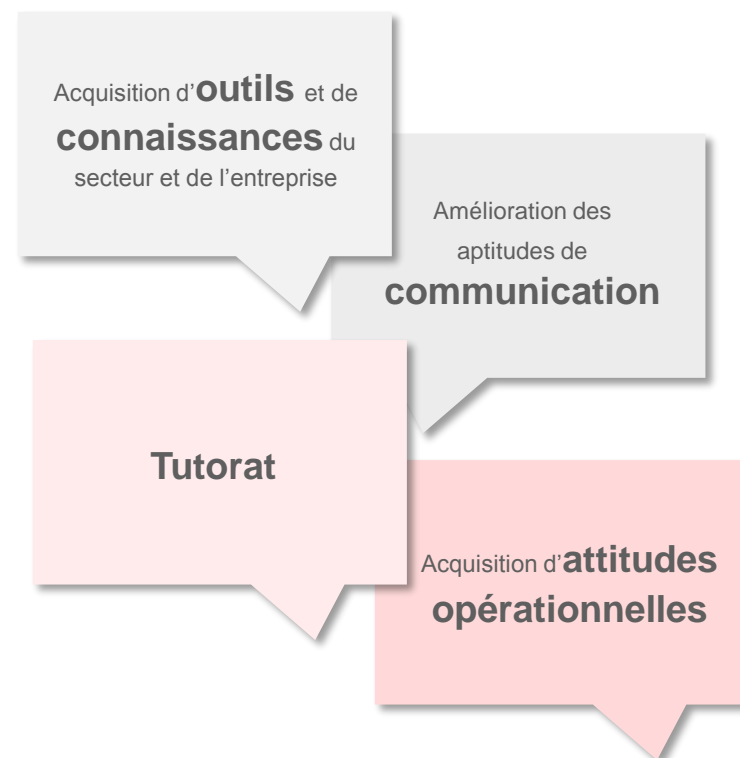 Acquisition d’outils et de
connaissances du
secteur et de l’entreprise
Amélioration des
aptitudes de
communication
Tutorat
Acquisition d’attitudes
opérationnelles